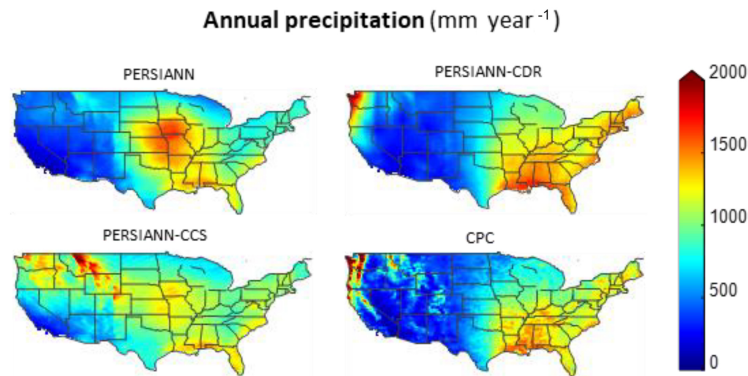 Annual precipitation (mm year -1)
PERSIANN
PERSIANN-CDR
PERSIANN-CCS
CPC
2000
1500
1000
500
0